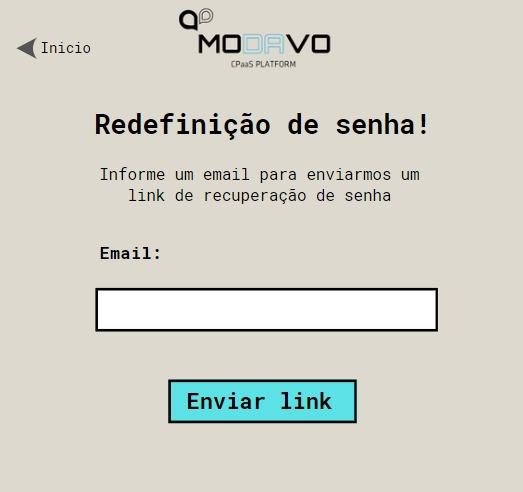 Inicio
MODAVO
CPaaS PLATFORM
Redefinição de senha!
Informe um email para enviarmos um
link de recuperação de senha
Email:
Enviar link